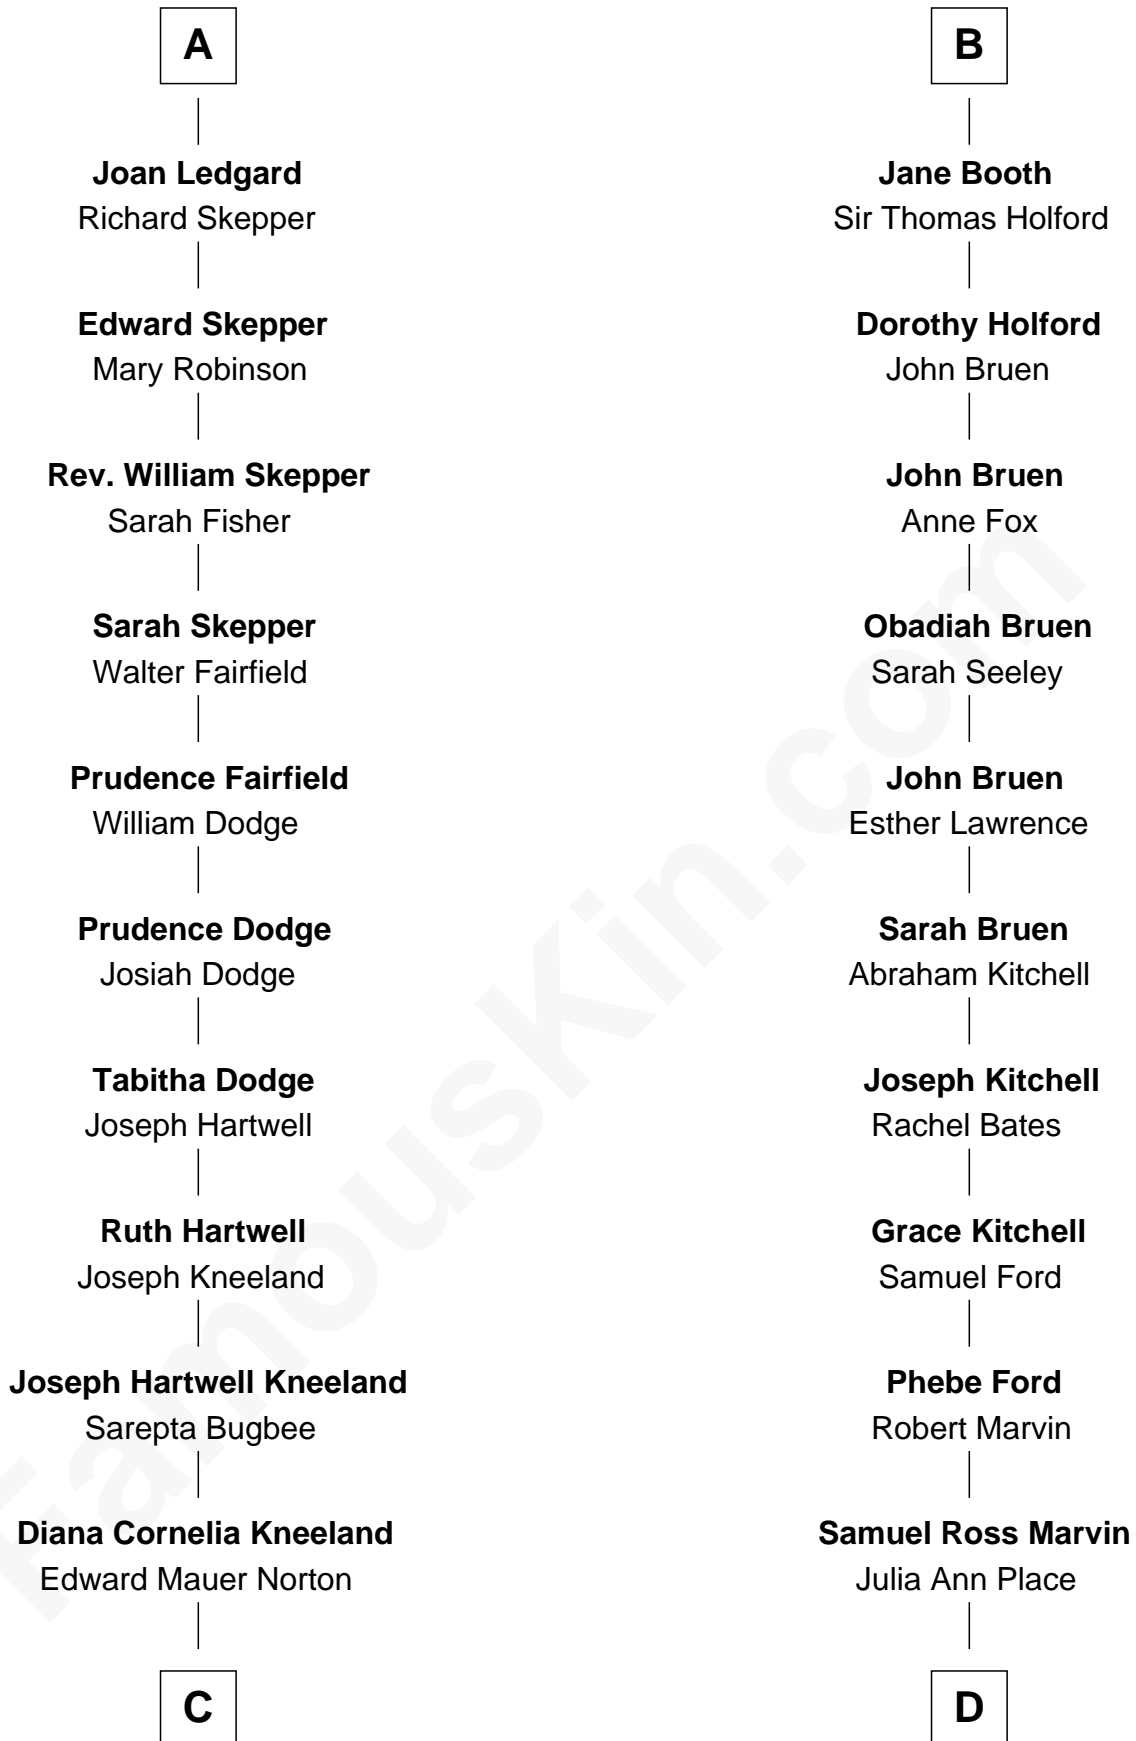 A
Joan Ledgard
Richard Skepper
Edward Skepper
Mary Robinson
Rev. William Skepper
Sarah Fisher
Sarah Skepper
Walter Fairfield
Prudence Fairfield
William Dodge
Prudence Dodge
Josiah Dodge
Tabitha Dodge
Joseph Hartwell
Ruth Hartwell
Joseph Kneeland
Joseph Hartwell Kneeland
Sarepta Bugbee
Diana Cornelia Kneeland
Edward Mauer Norton
C
B
Jane Booth
Sir Thomas Holford
Dorothy Holford
John Bruen
John Bruen
Anne Fox
Obadiah Bruen
Sarah Seeley
John Bruen
Esther Lawrence
Sarah Bruen
Abraham Kitchell
Joseph Kitchell
Rachel Bates
Grace Kitchell
Samuel Ford
Phebe Ford
Robert Marvin
Samuel Ross Marvin
Julia Ann Place
D
FamousKin.com